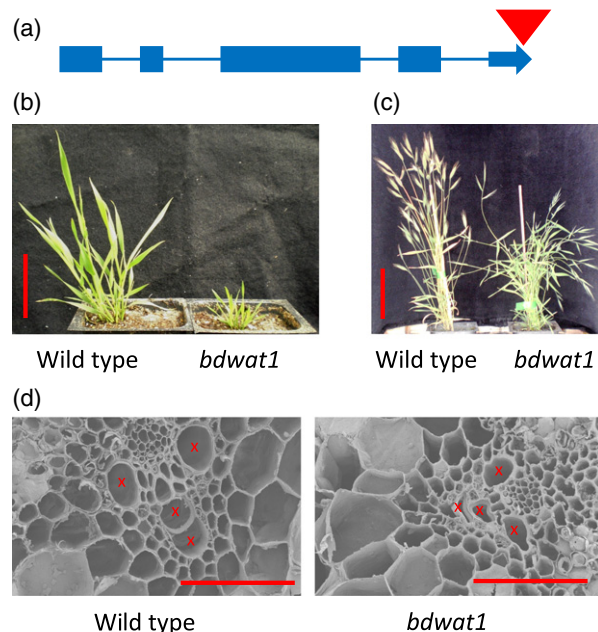 (a)
(b)
(c)
Wild type
bdwat1
Wild type
bdwat1
(d)
X
X
X
X
X
X
X
X
Wild type
bdwat1